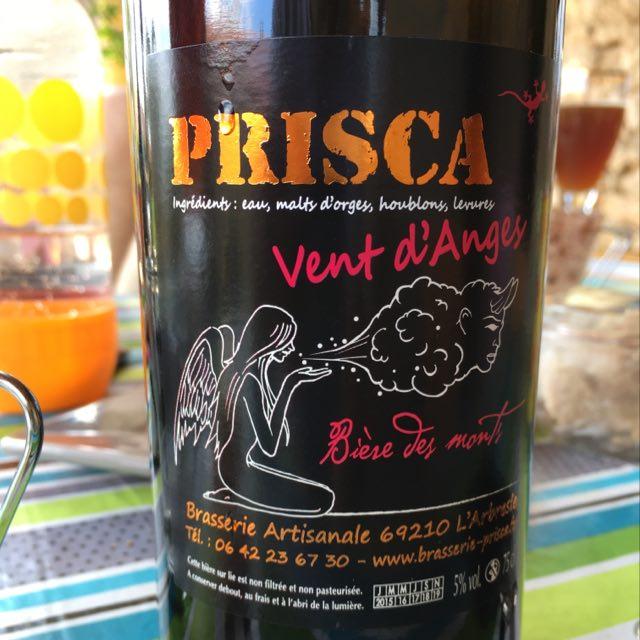 PRISCA
Ingrédients : eau, malts d'orges, houblons, levures
Vent d'Anges
Bière des monts
Brasserie Artisanale 69210 L'Arbresle
Tél. : 06 42 23 67 30 - www.brasserie-prisca.f
Cette bière sur lie est non filtrée et non pasteurisée.
A conserver debout, au frais et à l'abri de la lumière.
J M M J S N
2015 16 17 18 19
5% vol. 75